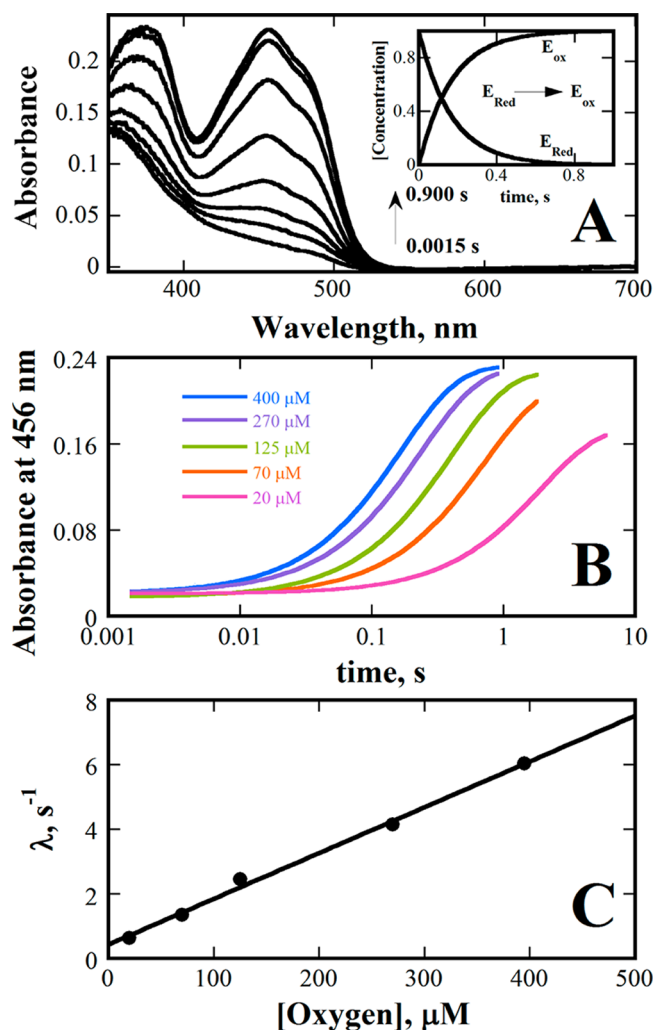 Absorbance
0.2
0.15
0.1
0.05
0
400
500
600
700
Wavelength, nm
A
[Concentration]
1.0
0.5
0
0
0.4
0.8
time, s
E_ox
E_Red → E_ox
E_Red
0.900 s
0.0015 s
Absorbance at 456 nm
0.24
0.16
0.08
0
400 μM
270 μM
125 μM
70 μM
20 μM
B
0.001
0.01
0.1
1
10
time, s
λ, s⁻¹
8
6
4
2
0
C
0
100
200
300
400
500
[Oxygen], μM